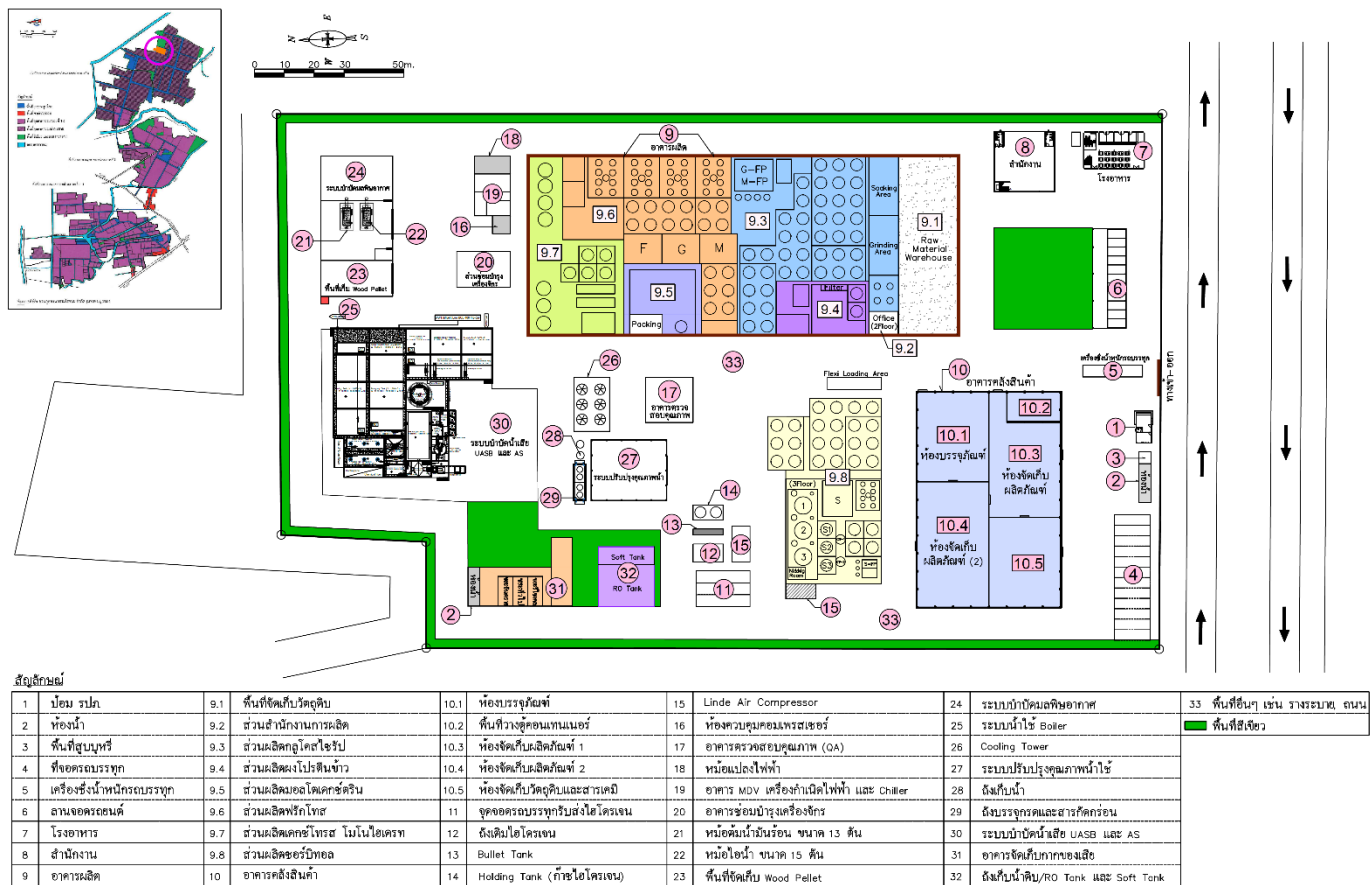 N E S W
0 10 20 30 50m.
18
9
อาคารผลิต
8
สำนักงาน
7
โรงอาหาร
24
ระบบบำบัดมลพิษอากาศ
19
16
21
22
23
พื้นที่เก็บ Wood Pellet
20
ส่วนซ่อมบำรุง
เครื่องจักร
25
9.7
9.6
F
G
M
9.5
Packing
G-FP
M-FP
9.3
9.4
Sacking
Area
Grinding
Area
Office
(2Floor)
9.2
9.1
Raw
Material
Warehouse
6
เครื่องชั่งน้ำหนักรถบรรทุก
5
ทางเข้า-ออก
33
26
17
อาคารตรวจ
สอบคุณภาพ
Flexi Loading Area
10
อาคารคลังสินค้า
10.2
10.1
ห้องบรรจุภัณฑ์
10.3
ห้องจัดเก็บ
ผลิตภัณฑ์
10.4
ห้องจัดเก็บ
ผลิตภัณฑ์ (2)
10.5
1
3
2
ห้องน้ำ
4
30
ระบบบำบัดน้ำเสีย
UASB และ AS
28
27
ระบบปรับปรุงคุณภาพน้ำ
29
9.8
(3Floor)
S
1
2
3
S1
S2
S3
14
13
12
15
11
15
33
Soft Tank
32
RO Tank
31
2
ห้องน้ำ
สัญลักษณ์
1 ป้อม รปภ. 9.1 พื้นที่จัดเก็บวัตถุดิบ 10.1 ห้องบรรจุภัณฑ์ 15 Linde Air Compressor 24 ระบบบำบัดมลพิษอากาศ 33 พื้นที่อื่นๆ เช่น รางระบาย ถนน
2 ห้องน้ำ 9.2 ส่วนสำนักงานการผลิต 10.2 พื้นที่วางตู้คอนเทนเนอร์ 16 ห้องควบคุมคอมเพรสเซอร์ 25 ระบบน้ำใช้ Boiler พื้นที่สีเขียว
3 พื้นที่สูบบุหรี่ 9.3 ส่วนผลิตกลูโคสไซรัป 10.3 ห้องจัดเก็บผลิตภัณฑ์ 1 17 อาคารตรวจสอบคุณภาพ (QA) 26 Cooling Tower
4 ที่จอดรถบรรทุก 9.4 ส่วนผลิตผงโปรตีนข้าว 10.4 ห้องจัดเก็บผลิตภัณฑ์ 2 18 หม้อแปลงไฟฟ้า 27 ระบบปรับปรุงคุณภาพน้ำใช้
5 เครื่องชั่งน้ำหนักรถบรรทุก 9.5 ส่วนผลิตมอลโตเดกซ์ตริน 10.5 ห้องจัดเก็บวัตถุดิบและสารเคมี 19 อาคาร MDV เครื่องกำเนิดไฟฟ้า และ Chiller 28 ถังเก็บน้ำ
6 ลานจอดรถยนต์ 9.6 ส่วนผลิตฟรักโทส 11 จุดจอดรถบรรทุกรับส่งไฮโดรเจน 20 อาคารซ่อมบำรุงเครื่องจักร 29 ถังบรรจุกรดและสารกัดกร่อน
7 โรงอาหาร 9.7 ส่วนผลิตเดกซ์โทรส โมโนไฮเดรท 12 ถังเติมไฮโดรเจน 21 หม้อต้มน้ำมันร้อน ขนาด 13 ตัน 30 ระบบบำบัดน้ำเสีย UASB และ AS
8 สำนักงาน 9.8 ส่วนผลิตซอร์บิทอล 13 Bullet Tank 22 หม้อไอน้ำ ขนาด 15 ตัน 31 อาคารจัดเก็บกากของเสีย
9 อาคารผลิต 10 อาคารคลังสินค้า 14 Holding Tank (ก๊าซไฮโดรเจน) 23 พื้นที่จัดเก็บ Wood Pellet 32 ถังเก็บน้ำดิบ/RO Tank และ Soft Tank